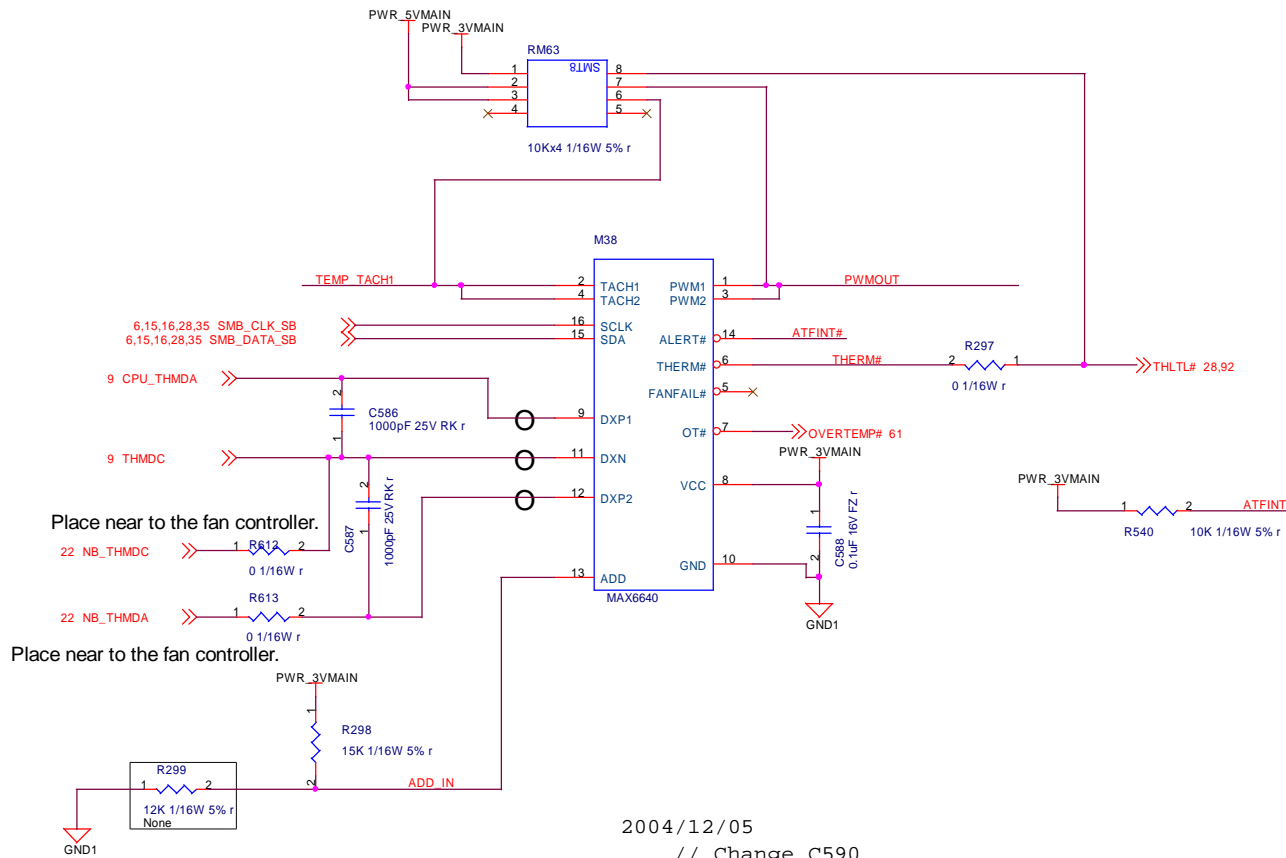 PWR_5VMAIN
PWR_3VMAIN
RM63
SMT8
1 8
2 7
3 6
4 5
10Kx4 1/16W 5% r
M38
TEMP_TACH1
2 TACH1
4 TACH2
PWM1 1
PWM2 3
PWMOUT
6,15,16,28,35 SMB_CLK_SB
6,15,16,28,35 SMB_DATA_SB
16 SCLK
15 SDA
ALERT# 14
ATFINT#
THERM# 6
THERM#
2 R297 1
0 1/16W r
THLTL# 28,92
FANFAIL# 5
9 CPU_THMDA
2
C586
1000pF 25V RK r
1
9 DXP1
OT# 7
OVERTEMP# 61
9 THMDC
11 DXN
PWR_3VMAIN
2
C587
1000pF 25V RK r
1
12 DXP2
VCC 8
1
C588
0.1uF 16V FZ r
2
PWR_3VMAIN
1 2
R540
ATFINT
10K 1/16W 5% r
Place near to the fan controller.
22 NB_THMDC
1 R612 2
0 1/16W r
GND 10
13 ADD
MAX6640
R613
22 NB_THMDA
1 2
0 1/16W r
GND1
Place near to the fan controller.
PWR_3VMAIN
1
R298
15K 1/16W 5% r
2
R299
1 2
12K 1/16W 5% r
None
ADD_IN
GND1
2004/12/05
// Change C590